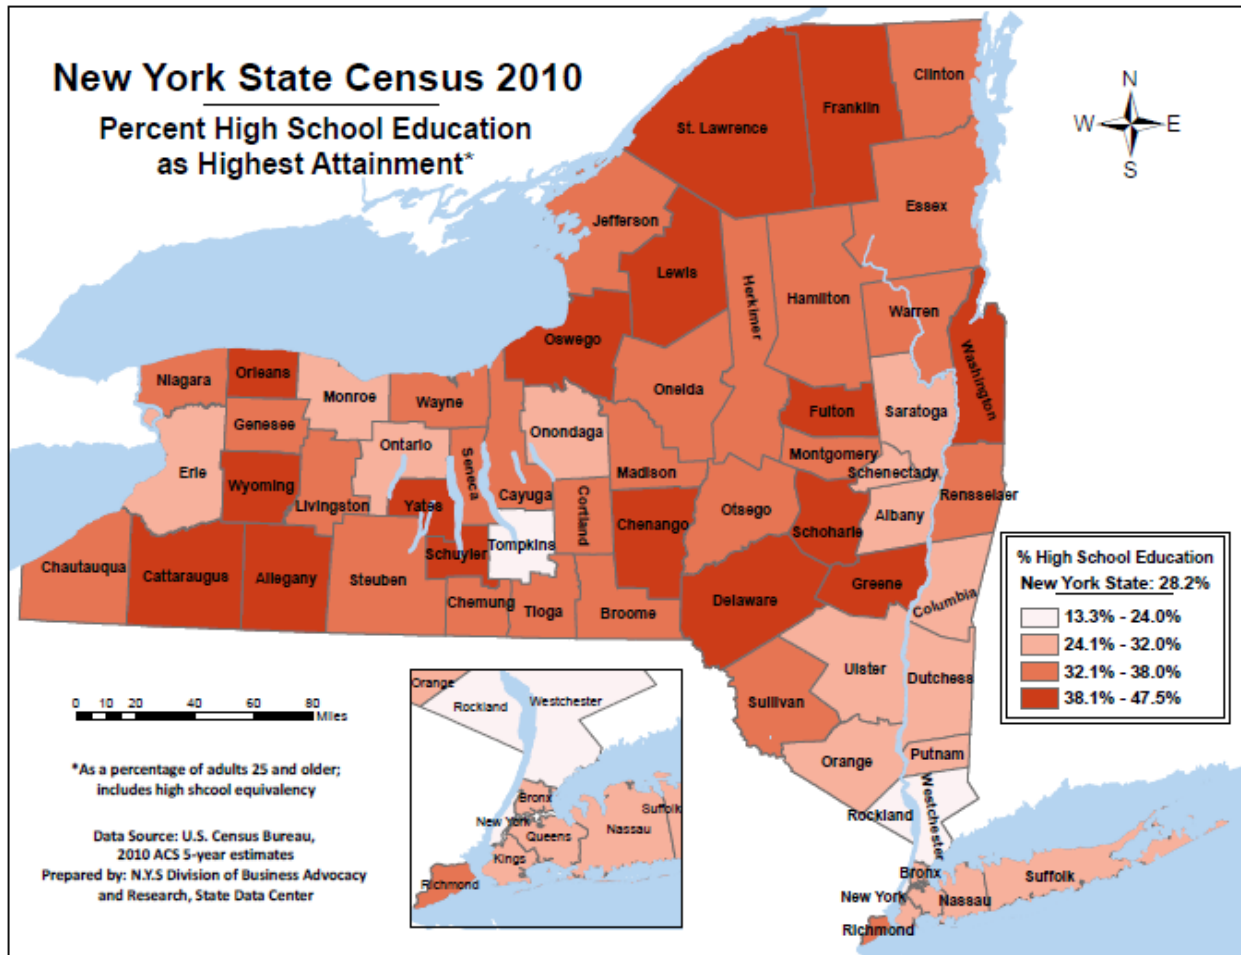 New York State Census 2010
Percent High School Education
as Highest Attainment*
N
W E
S
Clinton
Franklin
St. Lawrence
Essex
Jefferson
Lewis
Herkimer
Hamilton
Warren
Washington
Oswego
Oneida
Fulton
Saratoga
Niagara
Orleans
Monroe
Wayne
Genesee
Ontario
Onondaga
Madison
Montgomery
Schenectady
Rensselaer
Erie
Wyoming
Livingston
Yates
Seneca
Cayuga
Cortland
Chenango
Otsego
Schoharie
Albany
Tompkins
Schuyler
Chautauqua
Cattaraugus
Allegany
Steuben
Chemung
Tioga
Broome
Delaware
Greene
Columbia
Ulster
Dutchess
Sullivan
Orange
Putnam
Rockland
Westchester
Bronx
New York
Nassau
Suffolk
Richmond
% High School Education
New York State: 28.2%
13.3% - 24.0%
24.1% - 32.0%
32.1% - 38.0%
38.1% - 47.5%
0 10 20 40 60 80
Miles
*As a percentage of adults 25 and older;
includes high shcool equivalency
Data Source: U.S. Census Bureau,
2010 ACS 5-year estimates
Prepared by: N.Y.S Division of Business Advocacy
and Research, State Data Center
Orange
Rockland
Westchester
Bronx
New York
Queens
Nassau
Suffolk
Kings
Richmond